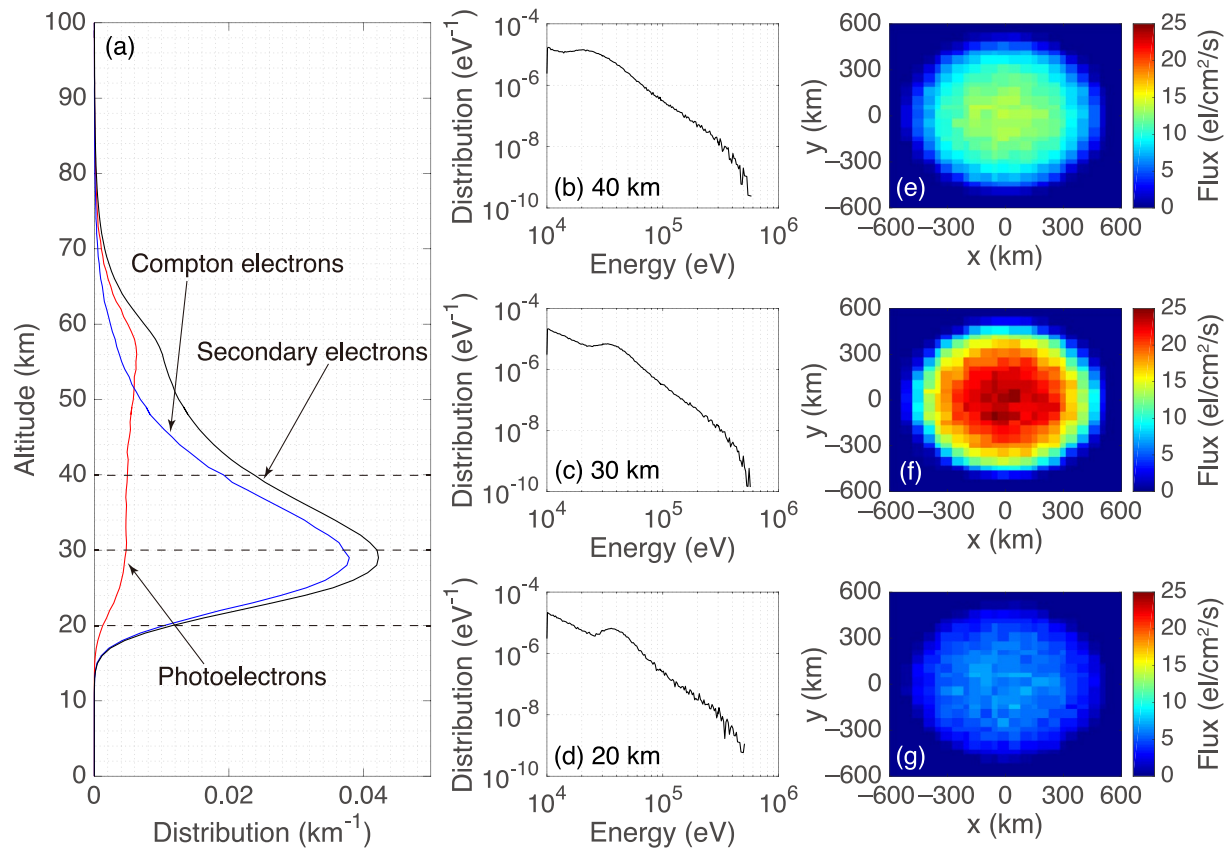 (a)
Altitude (km)
100
90
80
70
60
50
40
30
20
10
0
Compton electrons
Secondary electrons
Photoelectrons
0 0.02 0.04
Distribution (km⁻¹)
Distribution (eV⁻¹)
10⁻⁴
10⁻⁶
10⁻⁸
10⁻¹⁰
(b) 40 km
10⁴ 10⁵ 10⁶
Energy (eV)
y (km)
600
300
0
−300
−600
(e)
−600 −300 0 300 600
x (km)
25
20
15
10
5
0
Flux (el/cm²/s)
Distribution (eV⁻¹)
10⁻⁴
10⁻⁶
10⁻⁸
10⁻¹⁰
(c) 30 km
10⁴ 10⁵ 10⁶
Energy (eV)
y (km)
600
300
0
−300
−600
(f)
−600 −300 0 300 600
x (km)
25
20
15
10
5
0
Flux (el/cm²/s)
Distribution (eV⁻¹)
10⁻⁴
10⁻⁶
10⁻⁸
10⁻¹⁰
(d) 20 km
10⁴ 10⁵ 10⁶
Energy (eV)
y (km)
600
300
0
−300
−600
(g)
−600 −300 0 300 600
x (km)
25
20
15
10
5
0
Flux (el/cm²/s)